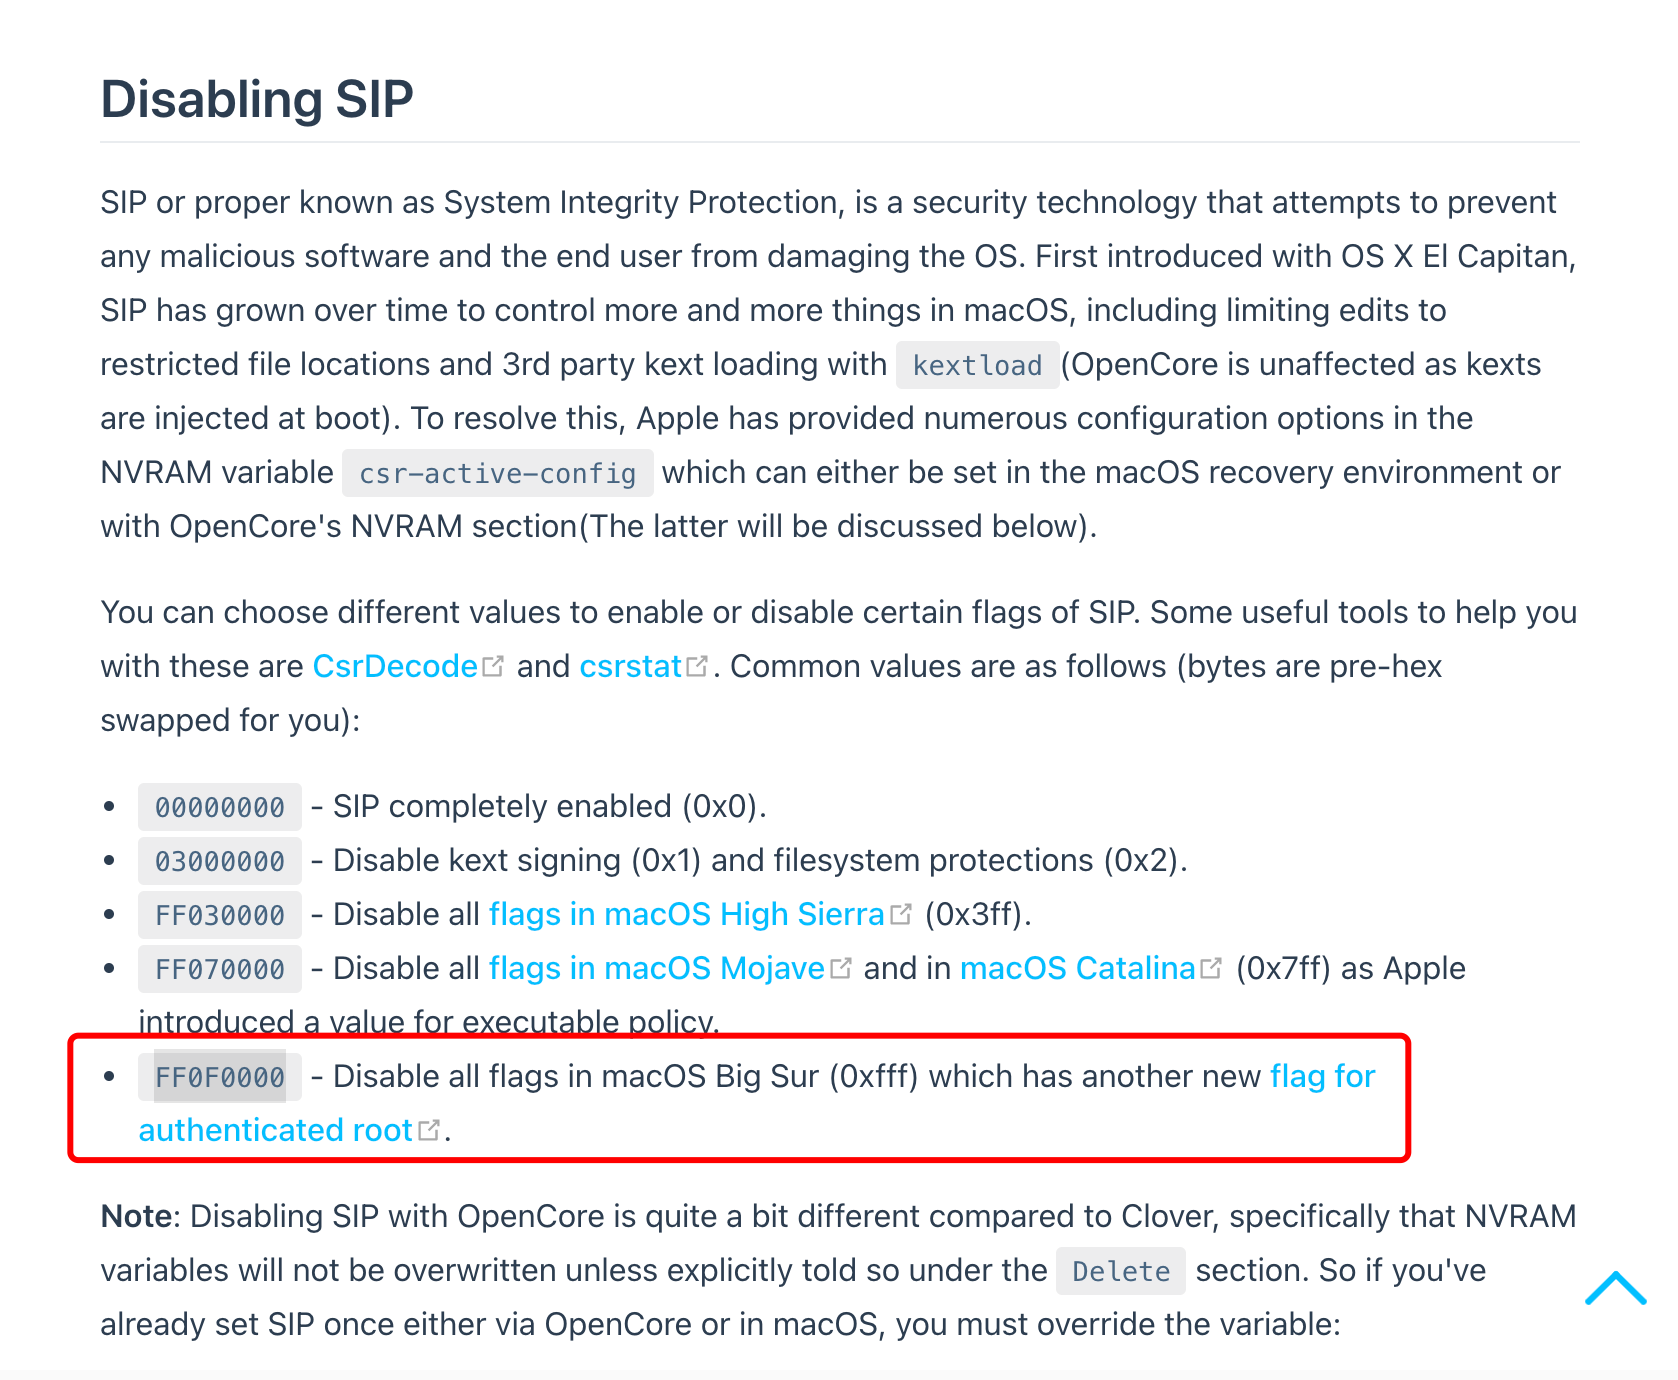 Disabling SIP
SIP or proper known as System Integrity Protection, is a security technology that attempts to prevent
any malicious software and the end user from damaging the OS. First introduced with OS X El Capitan,
SIP has grown over time to control more and more things in macOS, including limiting edits to
restricted file locations and 3rd party kext loading with kextload (OpenCore is unaffected as kexts
are injected at boot). To resolve this, Apple has provided numerous configuration options in the
NVRAM variable csr-active-config which can either be set in the macOS recovery environment or
with OpenCore's NVRAM section(The latter will be discussed below).
You can choose different values to enable or disable certain flags of SIP. Some useful tools to help you
with these are CsrDecode and csrstat. Common values are as follows (bytes are pre-hex
swapped for you):
• 00000000 - SIP completely enabled (0x0).
• 03000000 - Disable kext signing (0x1) and filesystem protections (0x2).
• FF030000 - Disable all flags in macOS High Sierra (0x3ff).
• FF070000 - Disable all flags in macOS Mojave and in macOS Catalina (0x7ff) as Apple
introduced a value for executable policy.
• FF0F0000 - Disable all flags in macOS Big Sur (0xfff) which has another new flag for
authenticated root.
Note: Disabling SIP with OpenCore is quite a bit different compared to Clover, specifically that NVRAM
variables will not be overwritten unless explicitly told so under the Delete section. So if you've
already set SIP once either via OpenCore or in macOS, you must override the variable: